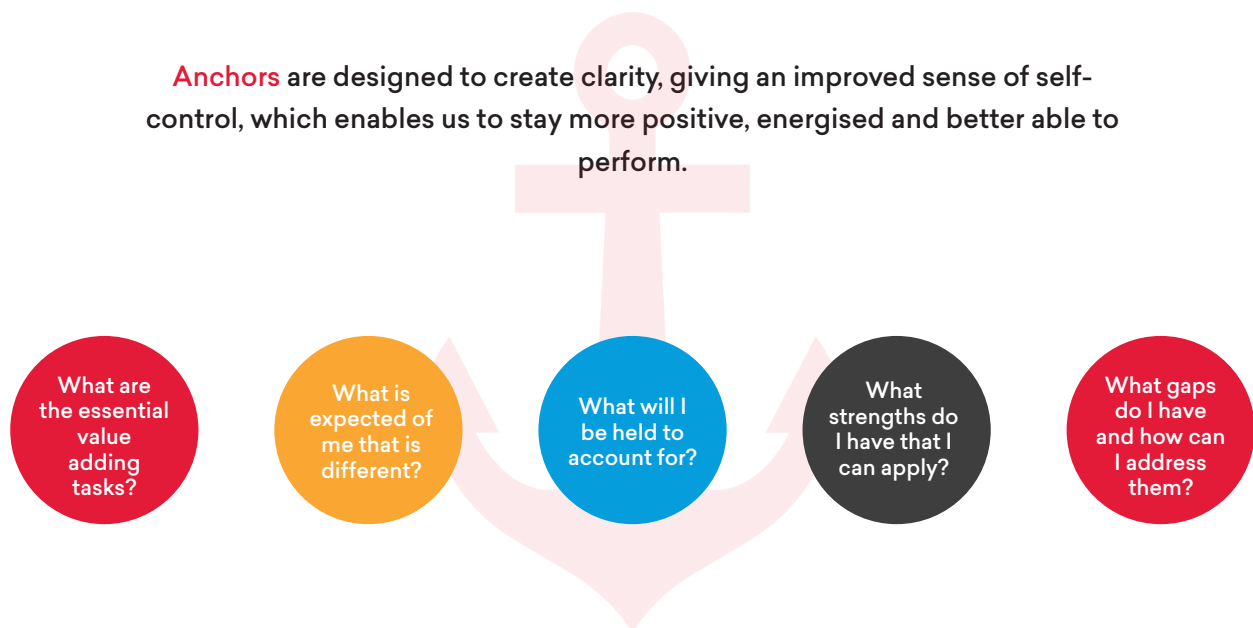 Anchors are designed to create clarity, giving an improved sense of self-
control, which enables us to stay more positive, energised and better able to
perform.
What are
the essential
value
adding
tasks?
What is
expected of
me that is
different?
What will I
be held to
account for?
What
strengths do
I have that I
can apply?
What gaps
do I have
and how can
I address
them?